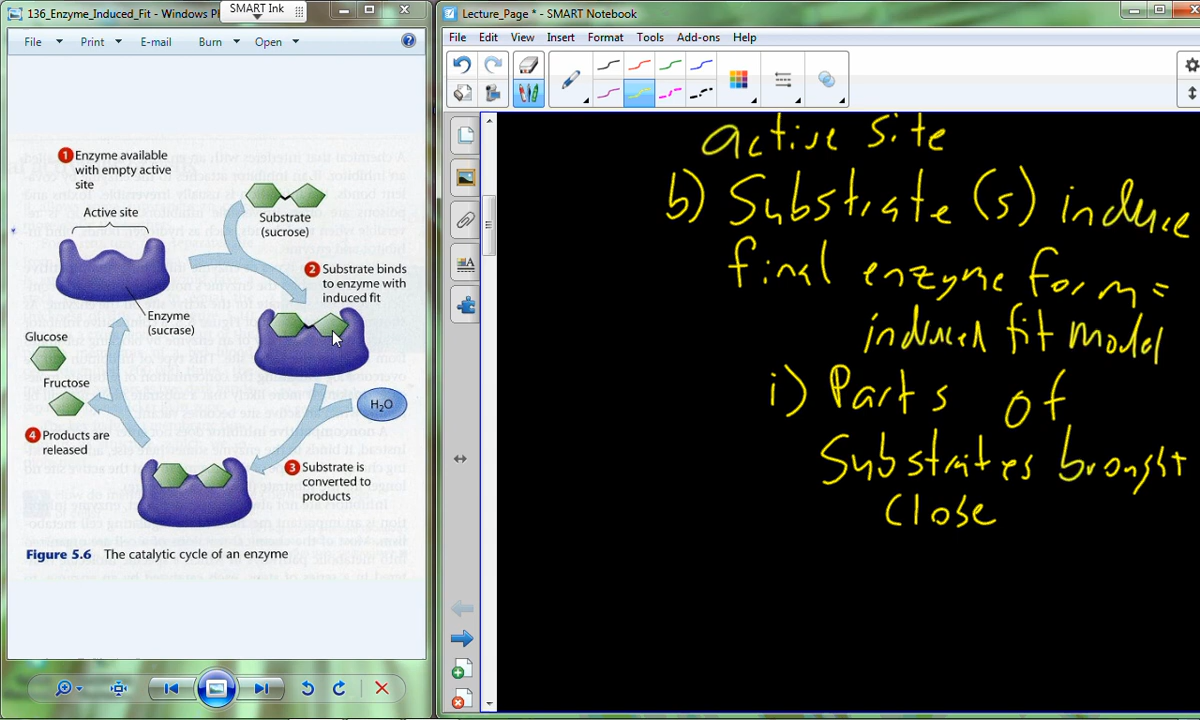 136_Enzyme_Induced_Fit - Windows Ph
SMART Ink
File Print E-mail Burn Open
1 Enzyme available
with empty active
site
Active site
Substrate
(sucrose)
2 Substrate binds
to enzyme with
induced fit
Enzyme
(sucrase)
Glucose
Fructose
H₂O
4 Products are
released
3 Substrate is
converted to
products
Figure 5.6 The catalytic cycle of an enzyme
Lecture_Page * - SMART Notebook
File Edit View Insert Format Tools Add-ons Help
active site
b) Substrate (s) induce
final enzyme form =
induced fit model
i) Parts of
Substrates brought
close